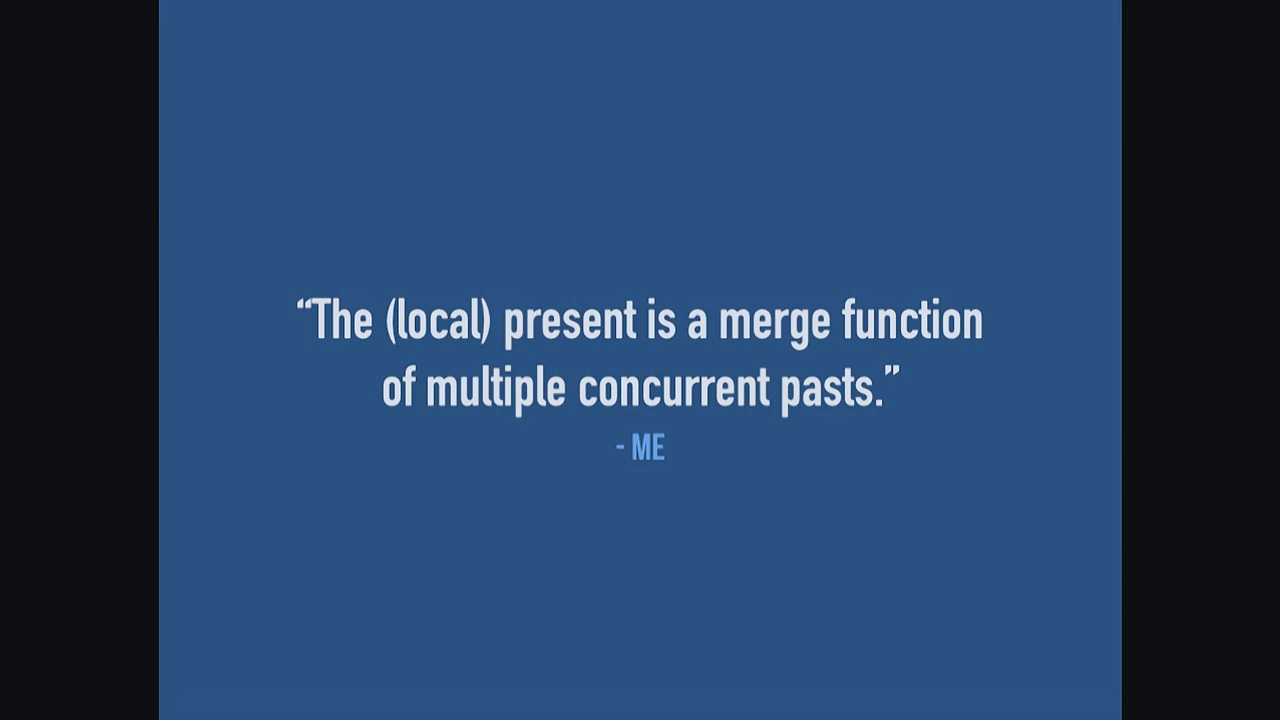 “The (local) present is a merge function
of multiple concurrent pasts.”
- ME